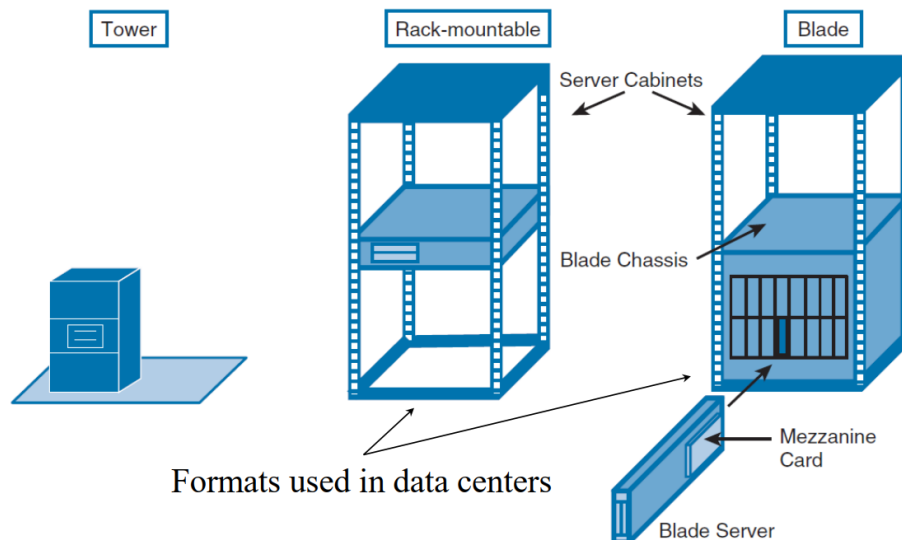 Tower
Rack-mountable
Blade
Server Cabinets
Blade Chassis
Mezzanine
Card
Formats used in data centers
Blade Server